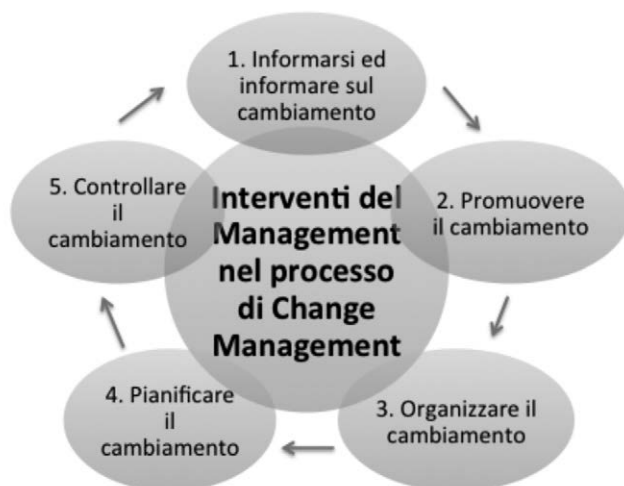 1. Informarsi ed
informare sul
cambiamento
2. Promuovere
il cambiamento
3. Organizzare il
cambiamento
4. Pianificare
il
cambiamento
5. Controllare
il
cambiamento
Interventi del
Management
nel processo
di Change
Management